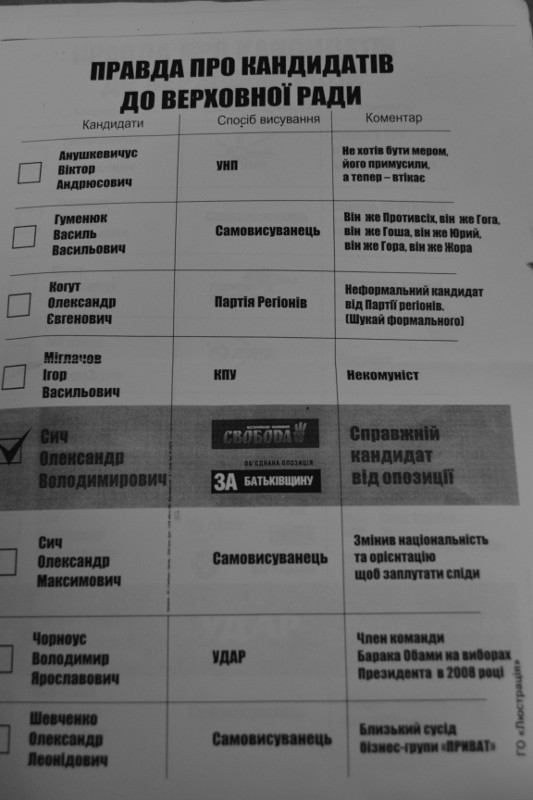 ПРАВДА ПРО КАНДИДАТІВ
ДО ВЕРХОВНОЇ РАДИ
Кандидати
Спосіб висування
Коментар
Анушкевичус
Віктор
Андрюсович
УНП
Не хотів бути мером,
його примусили,
а тепер – втікає
Гуменюк
Василь
Васильович
Самовисуванець
Він же Противсіх, він же Гога,
він же Гоша, він же Юрий,
він же Гора, він же Жора
Когут
Олександр
Євгенович
Партія Регіонів
Неформальний кандидат
від Партії регіонів.
(Шукай формального)
Міглачов
Ігор
Васильович
КПУ
Некомуніст
Сич
Олександр
Володимирович
СВОБОДА
ОБ'ЄДНАНА ОПОЗИЦІЯ
ЗА БАТЬКІВЩИНУ
Справжній
кандидат
від опозиції
Сич
Олександр
Максимович
Самовисуванець
Змінив національність
та орієнтацію
щоб заплутати сліди
Чорноус
Володимир
Ярославович
УДАР
Член команди
Барака Обами на виборах
Президента в 2008 році
Шевченко
Олександр
Леонідович
Самовисуванець
Близький сусід
бізнес-групи «ПРИВАТ»
ГО «Люстрація»